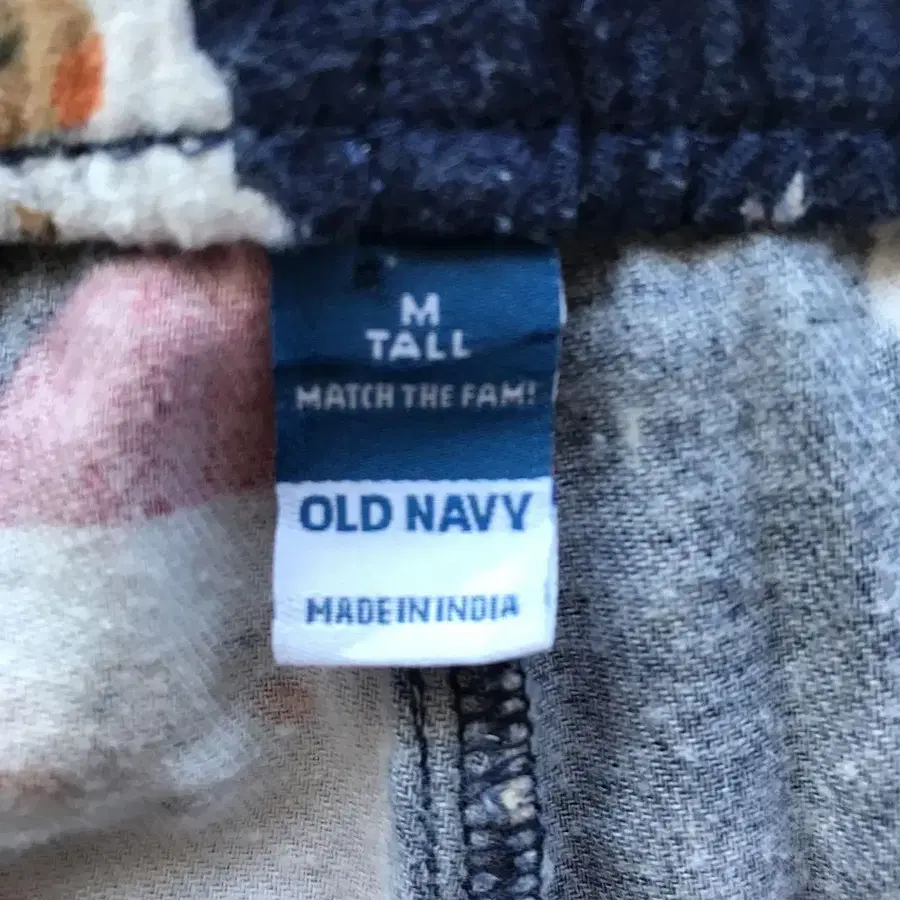 M
TALL
MATCH THE FAM!
OLD NAVY
MADE IN INDIA